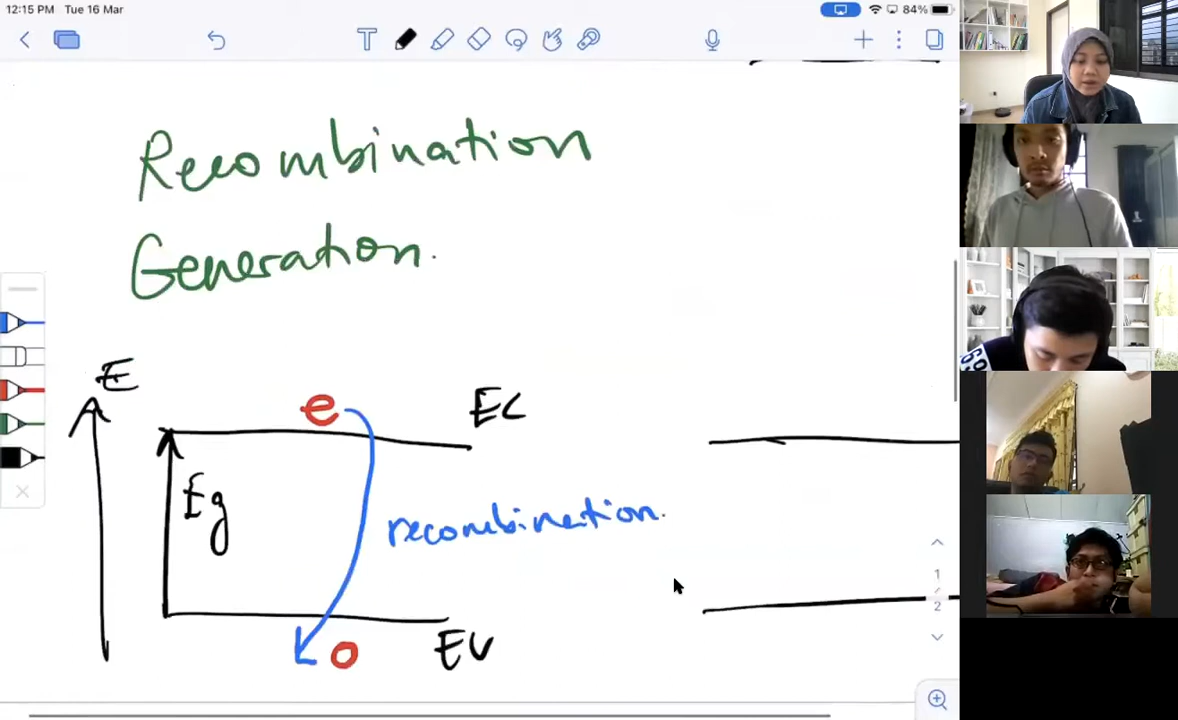 12:15 PM Tue 16 Mar
84%
T
Recombination
Generation.
E
e
EC
Eg
recombination.
1
/
2
o
EV